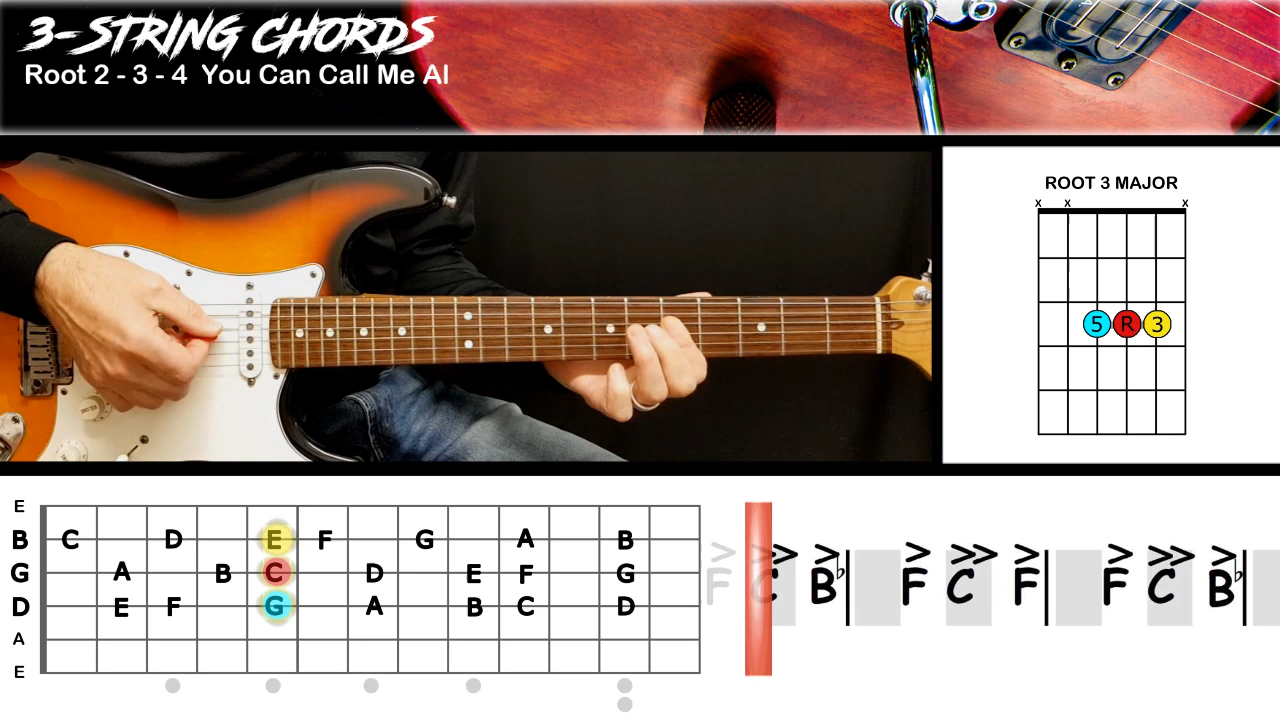 3-STRING CHORDS
Root 2 - 3 - 4 You Can Call Me Al
ROOT 3 MAJOR
x x x
5 R 3
E
B C D E F G A B
G A B C D E F G
D E F G A B C D
A
E
F C B♭ F C F F C B♭